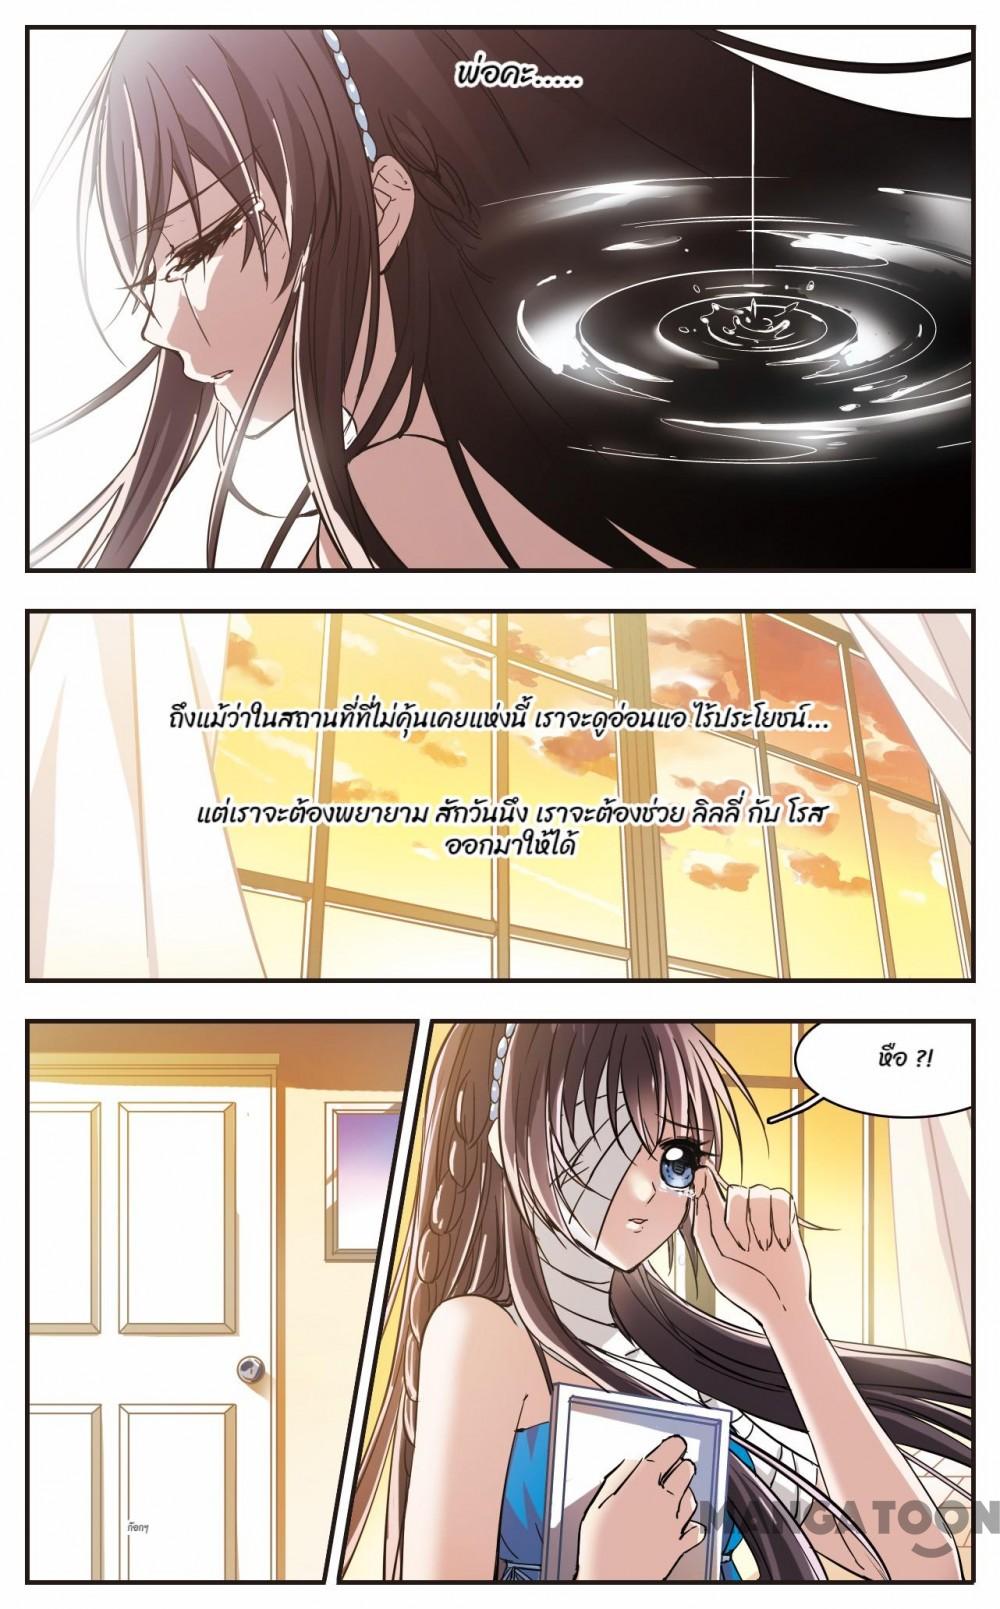 พ่อคะ.....
ถึงแม้ว่าในสถานที่ที่ไม่คุ้นเคยแห่งนี้ เราจะดูอ่อนแอ ไร้ประโยชน์...
แต่เราจะต้องพยายาม สักวันนึง เราจะต้องช่วย ลิลลี่ กับ โรส
ออกมาให้ได้
หือ ?!
ก๊อกๆ
MANGATOON